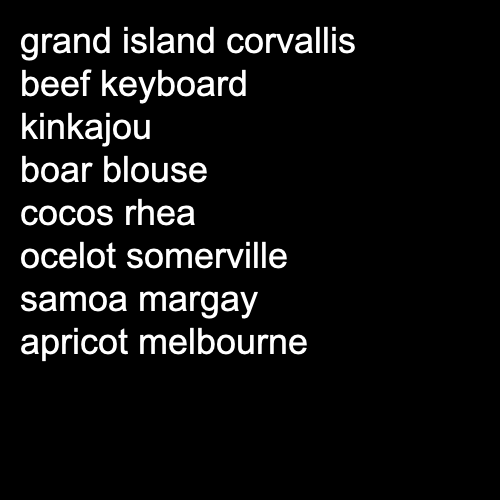 grand island corvallis
beef keyboard
kinkajou
boar blouse
cocos rhea
ocelot somerville
samoa margay
apricot melbourne